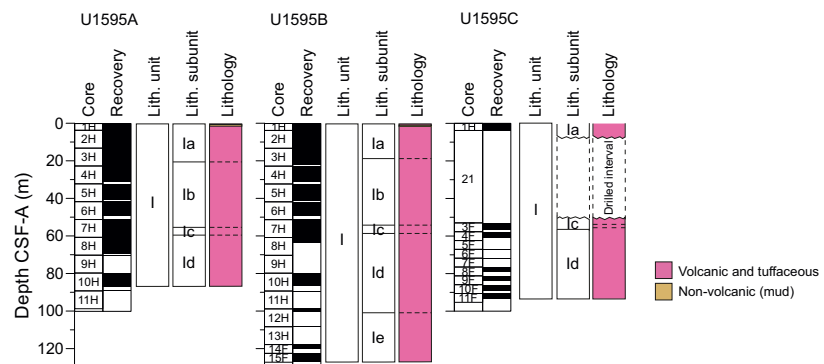 U1595A
U1595B
U1595C
Core
Recovery
Lith. unit
Lith. subunit
Lithology
Core
Recovery
Lith. unit
Lith. subunit
Lithology
Core
Recovery
Lith. unit
Lith. subunit
Lithology
Depth CSF-A (m)
0
20
40
60
80
100
120
1H
2H
3H
4H
5H
6H
7H
8H
9H
10H
11H
I
Ia
Ib
Ic
Id
1H
2H
3H
4H
5H
6H
7H
8H
9H
10H
11H
12H
13H
14F
15F
I
Ia
Ib
Ic
Id
Ie
1H
21
3F
4F
5F
6F
7F
8F
9F
10F
11F
I
Ia
Ic
Id
Drilled interval
Volcanic and tuffaceous
Non-volcanic (mud)